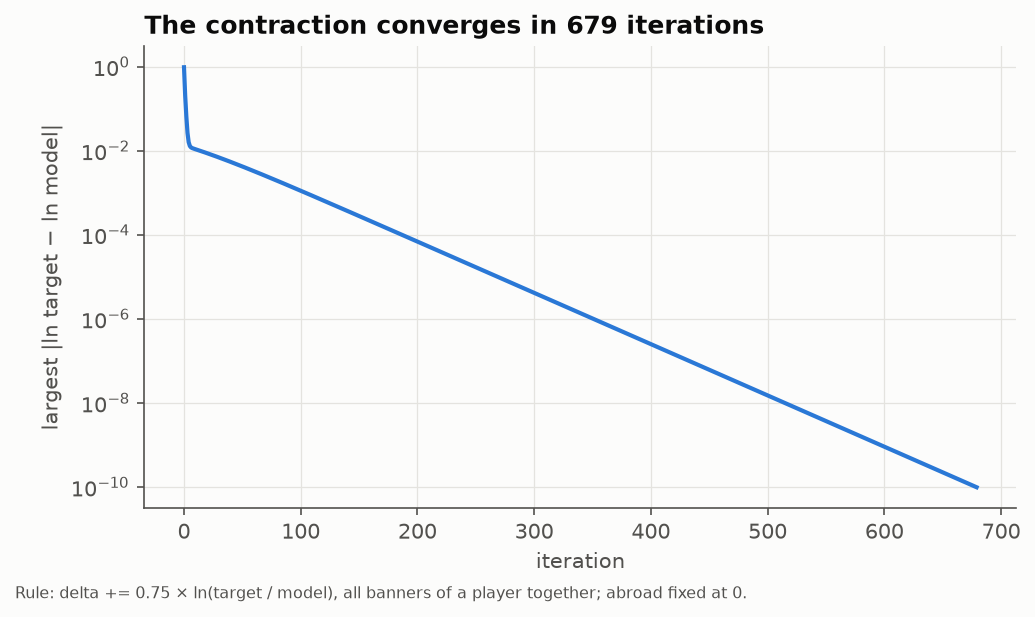 The contraction converges in 679 iterations
largest |ln target − ln model|
10⁰
10⁻²
10⁻⁴
10⁻⁶
10⁻⁸
10⁻¹⁰
0 100 200 300 400 500 600 700
iteration
Rule: delta += 0.75 × ln(target / model), all banners of a player together; abroad fixed at 0.